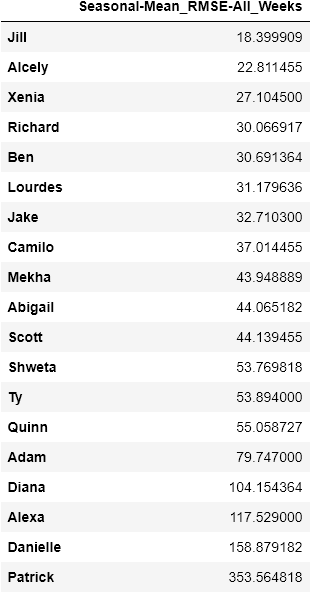 Seasonal-Mean_RMSE-All_Weeks
Jill 18.399909
Alcely 22.811455
Xenia 27.104500
Richard 30.066917
Ben 30.691364
Lourdes 31.179636
Jake 32.710300
Camilo 37.014455
Mekha 43.948889
Abigail 44.065182
Scott 44.139455
Shweta 53.769818
Ty 53.894000
Quinn 55.058727
Adam 79.747000
Diana 104.154364
Alexa 117.529000
Danielle 158.879182
Patrick 353.564818